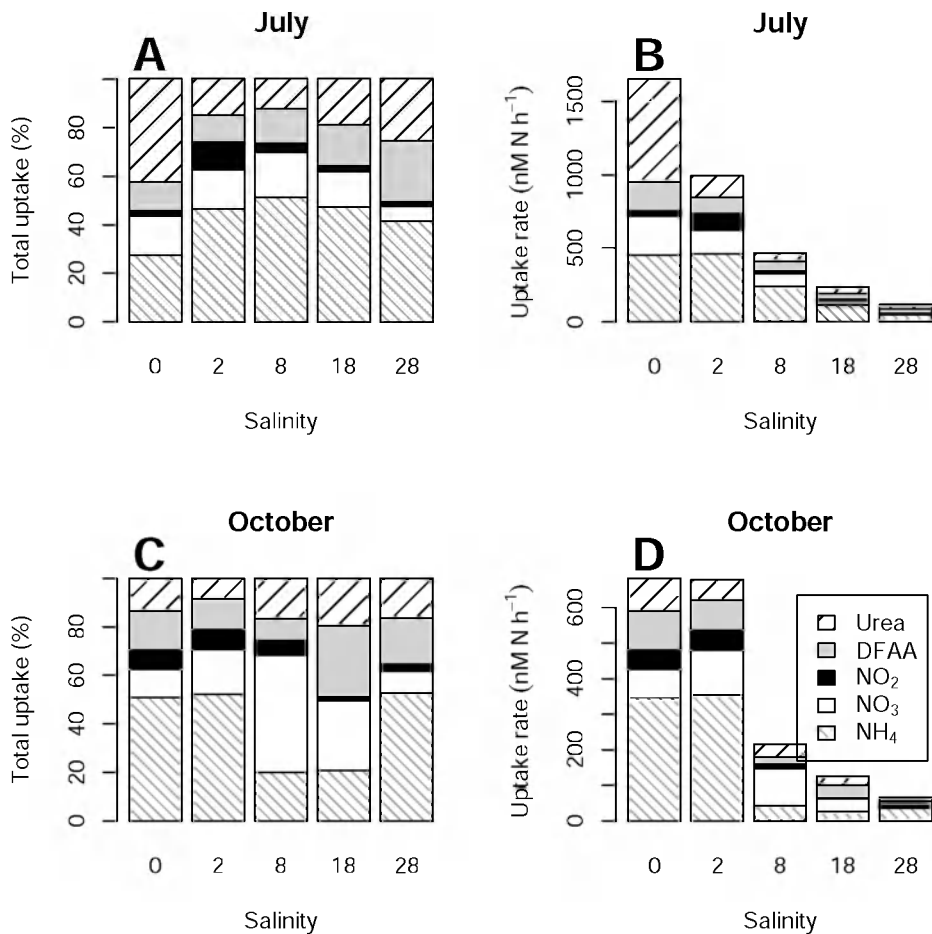 July
A
Total uptake (%)
0 20 40 60 80
0 2 8 18 28
Salinity
July
B
Uptake rate (nM N h⁻¹)
0 500 1000 1500
0 2 8 18 28
Salinity
October
C
Total uptake (%)
0 20 40 60 80
0 2 8 18 28
Salinity
October
D
Uptake rate (nM N h⁻¹)
0 200 400 600
0 2 8 18 28
Salinity
Urea
DFAA
NO₂
NO₃
NH₄